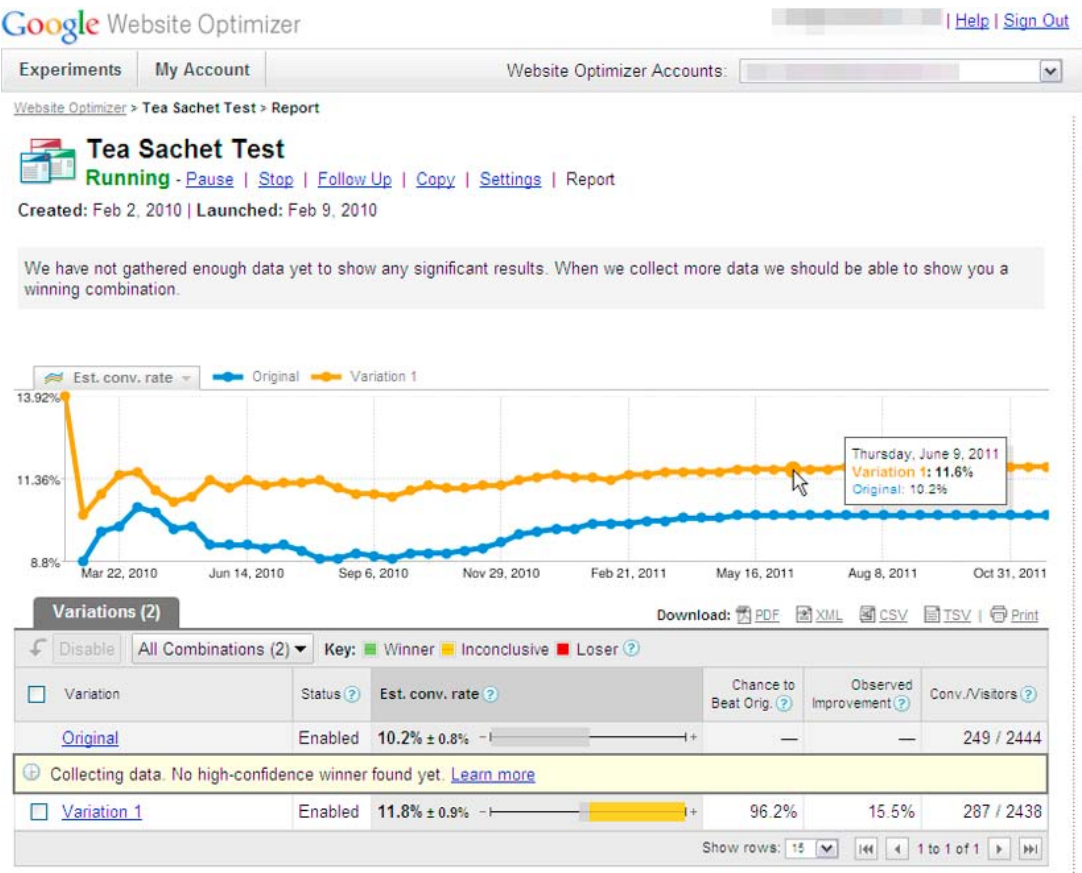 Google Website Optimizer
| Help | Sign Out
Experiments My Account Website Optimizer Accounts:
Website Optimizer > Tea Sachet Test > Report
Tea Sachet Test
Running - Pause | Stop | Follow Up | Copy | Settings | Report
Created: Feb 2, 2010 | Launched: Feb 9, 2010
We have not gathered enough data yet to show any significant results. When we collect more data we should be able to show you a
winning combination.
Est. conv. rate Original Variation 1
13.92%
11.36%
8.8%
Thursday, June 9, 2011
Variation 1: 11.6%
Original: 10.2%
Mar 22, 2010 Jun 14, 2010 Sep 6, 2010 Nov 29, 2010 Feb 21, 2011 May 16, 2011 Aug 8, 2011 Oct 31, 2011
Variations (2) Download: PDF XML CSV TSV | Print
Disable All Combinations (2) Key: Winner Inconclusive Loser ?
Variation Status ? Est. conv. rate ? Chance to Beat Orig. ? Observed Improvement ? Conv./Visitors ?
Original Enabled 10.2% ± 0.8% - + — — 249 / 2444
Collecting data. No high-confidence winner found yet. Learn more
Variation 1 Enabled 11.8% ± 0.9% - + 96.2% 15.5% 287 / 2438
Show rows: 15 1 to 1 of 1